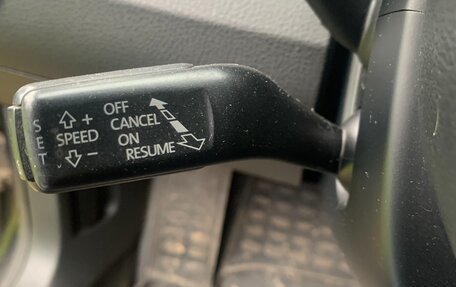 SET
+
SPEED
−
OFF
CANCEL
ON
RESUME